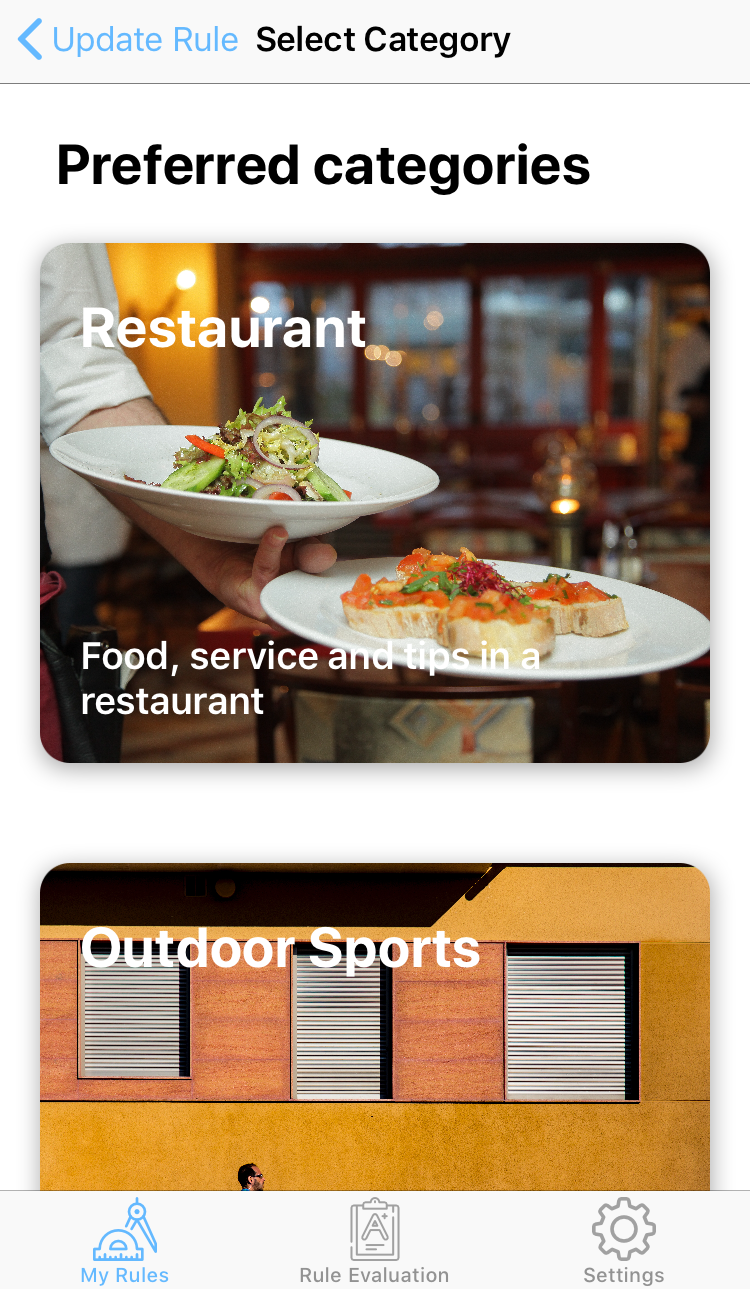 Update Rule Select Category
Preferred categories
Restaurant
Food, service and tips in a
restaurant
Outdoor Sports
My Rules Rule Evaluation Settings